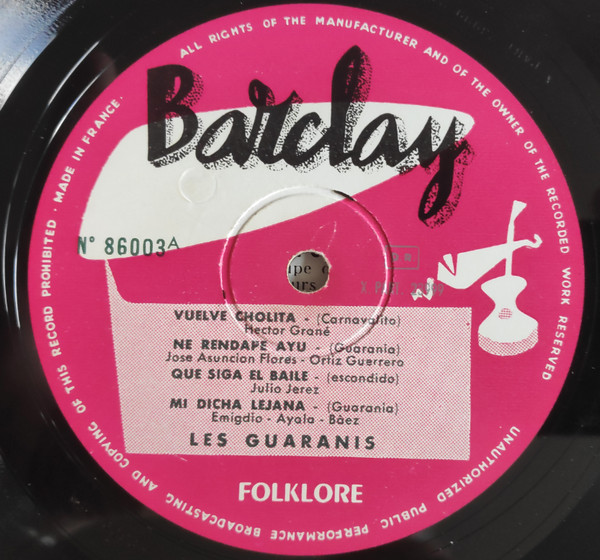 ALL RIGHTS OF THE MANUFACTURER AND OF THE OWNER OF THE RECORDED WORK RESERVED
Barclay
Nº 86003A
VUELVE CHOLITA - (Carnavalito)
Hector Grané
NE RENDAPE AYU - (Guarania)
Jose Asuncion Flores - Ortiz Guerrero
QUE SIGA EL BAILE - (escondido)
Julio Jerez
MI DICHA LEJANA - (Guarania)
Emigdio - Ayala - Bàez
LES GUARANIS
FOLKLORE
UNAUTHORIZED PUBLIC PERFORMANCE BROADCASTING AND COPYING OF THIS RECORD PROHIBITED · MADE IN FRANCE ·